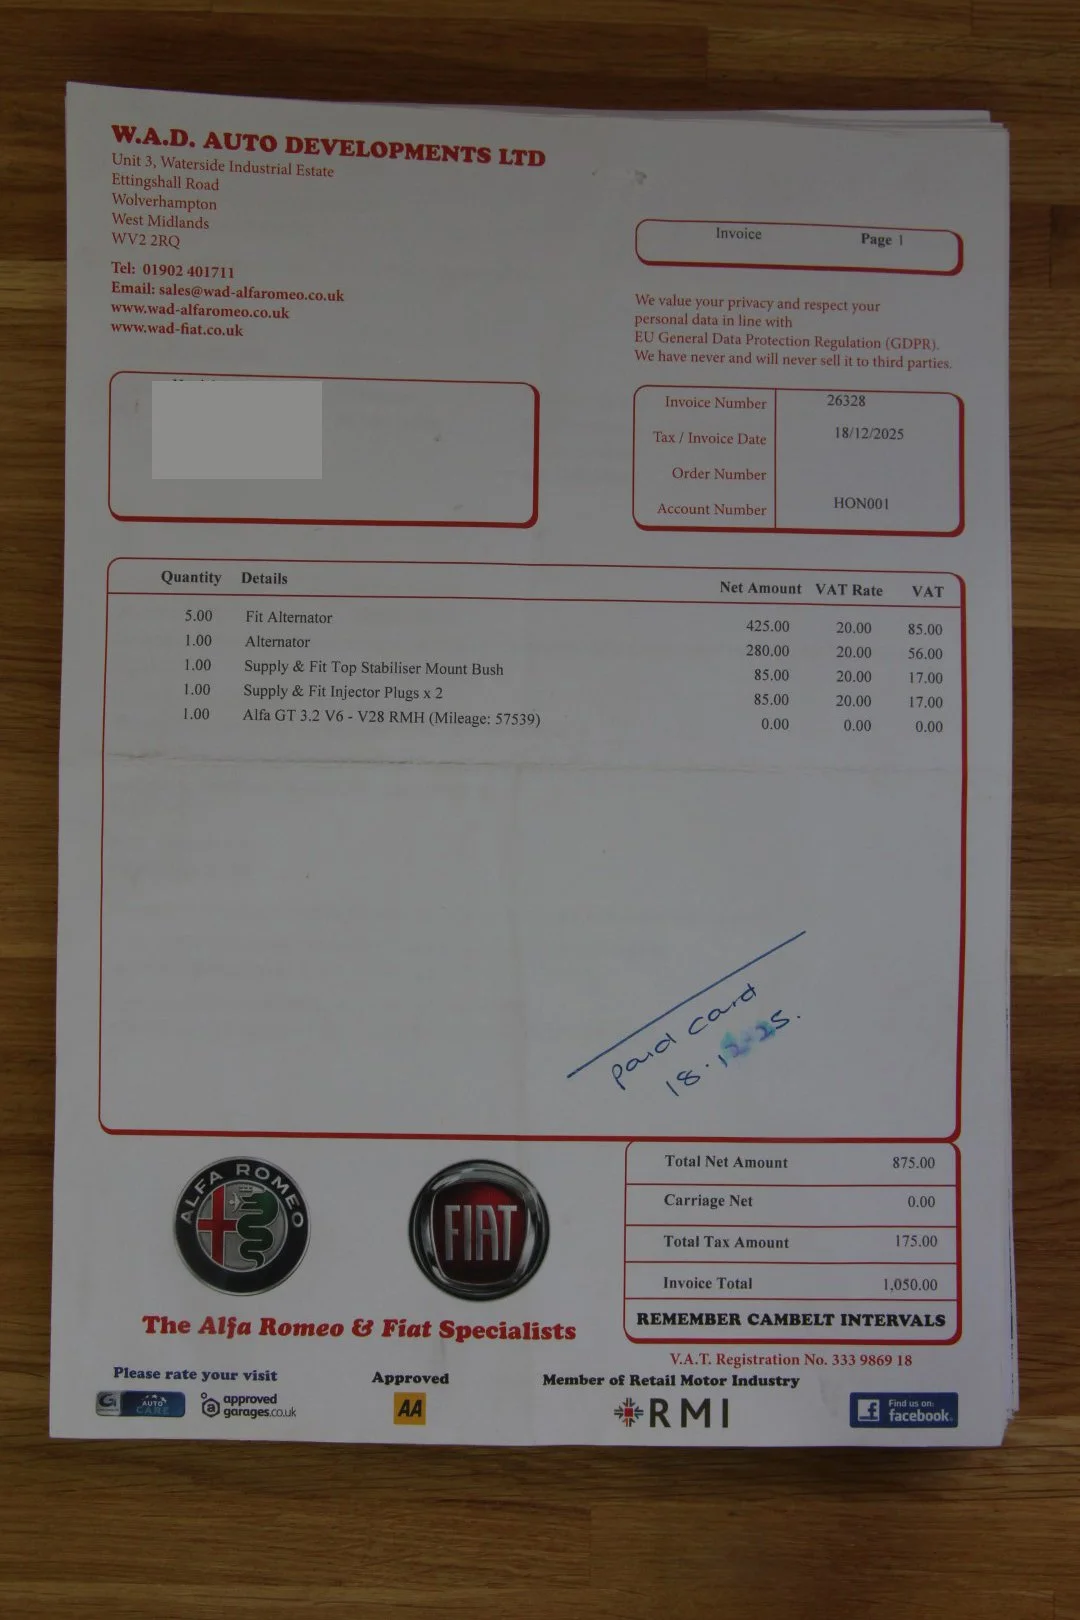 W.A.D. AUTO DEVELOPMENTS LTD
Unit 3, Waterside Industrial Estate
Ettingshall Road
Wolverhampton
West Midlands
WV2 2RQ
Tel: 01902 401711
Email: sales@wad-alfaromeo.co.uk
www.wad-alfaromeo.co.uk
www.wad-fiat.co.uk
Invoice Page 1
We value your privacy and respect your
personal data in line with
EU General Data Protection Regulation (GDPR).
We have never and will never sell it to third parties.
Invoice Number 26328
Tax / Invoice Date 18/12/2025
Order Number
Account Number HON001
Quantity Details Net Amount VAT Rate VAT
5.00 Fit Alternator 425.00 20.00 85.00
1.00 Alternator 280.00 20.00 56.00
1.00 Supply & Fit Top Stabiliser Mount Bush 85.00 20.00 17.00
1.00 Supply & Fit Injector Plugs x 2 85.00 20.00 17.00
1.00 Alfa GT 3.2 V6 - V28 RMH (Mileage: 57539) 0.00 0.00 0.00
paid card
18.12.25.
Total Net Amount 875.00
Carriage Net 0.00
Total Tax Amount 175.00
Invoice Total 1,050.00
REMEMBER CAMBELT INTERVALS
ALFA ROMEO
FIAT
The Alfa Romeo & Fiat Specialists
V.A.T. Registration No. 333 9869 18
Please rate your visit
AUTO
CARE
approved
garages.co.uk
Approved
AA
Member of Retail Motor Industry
RMI
Find us on:
facebook.